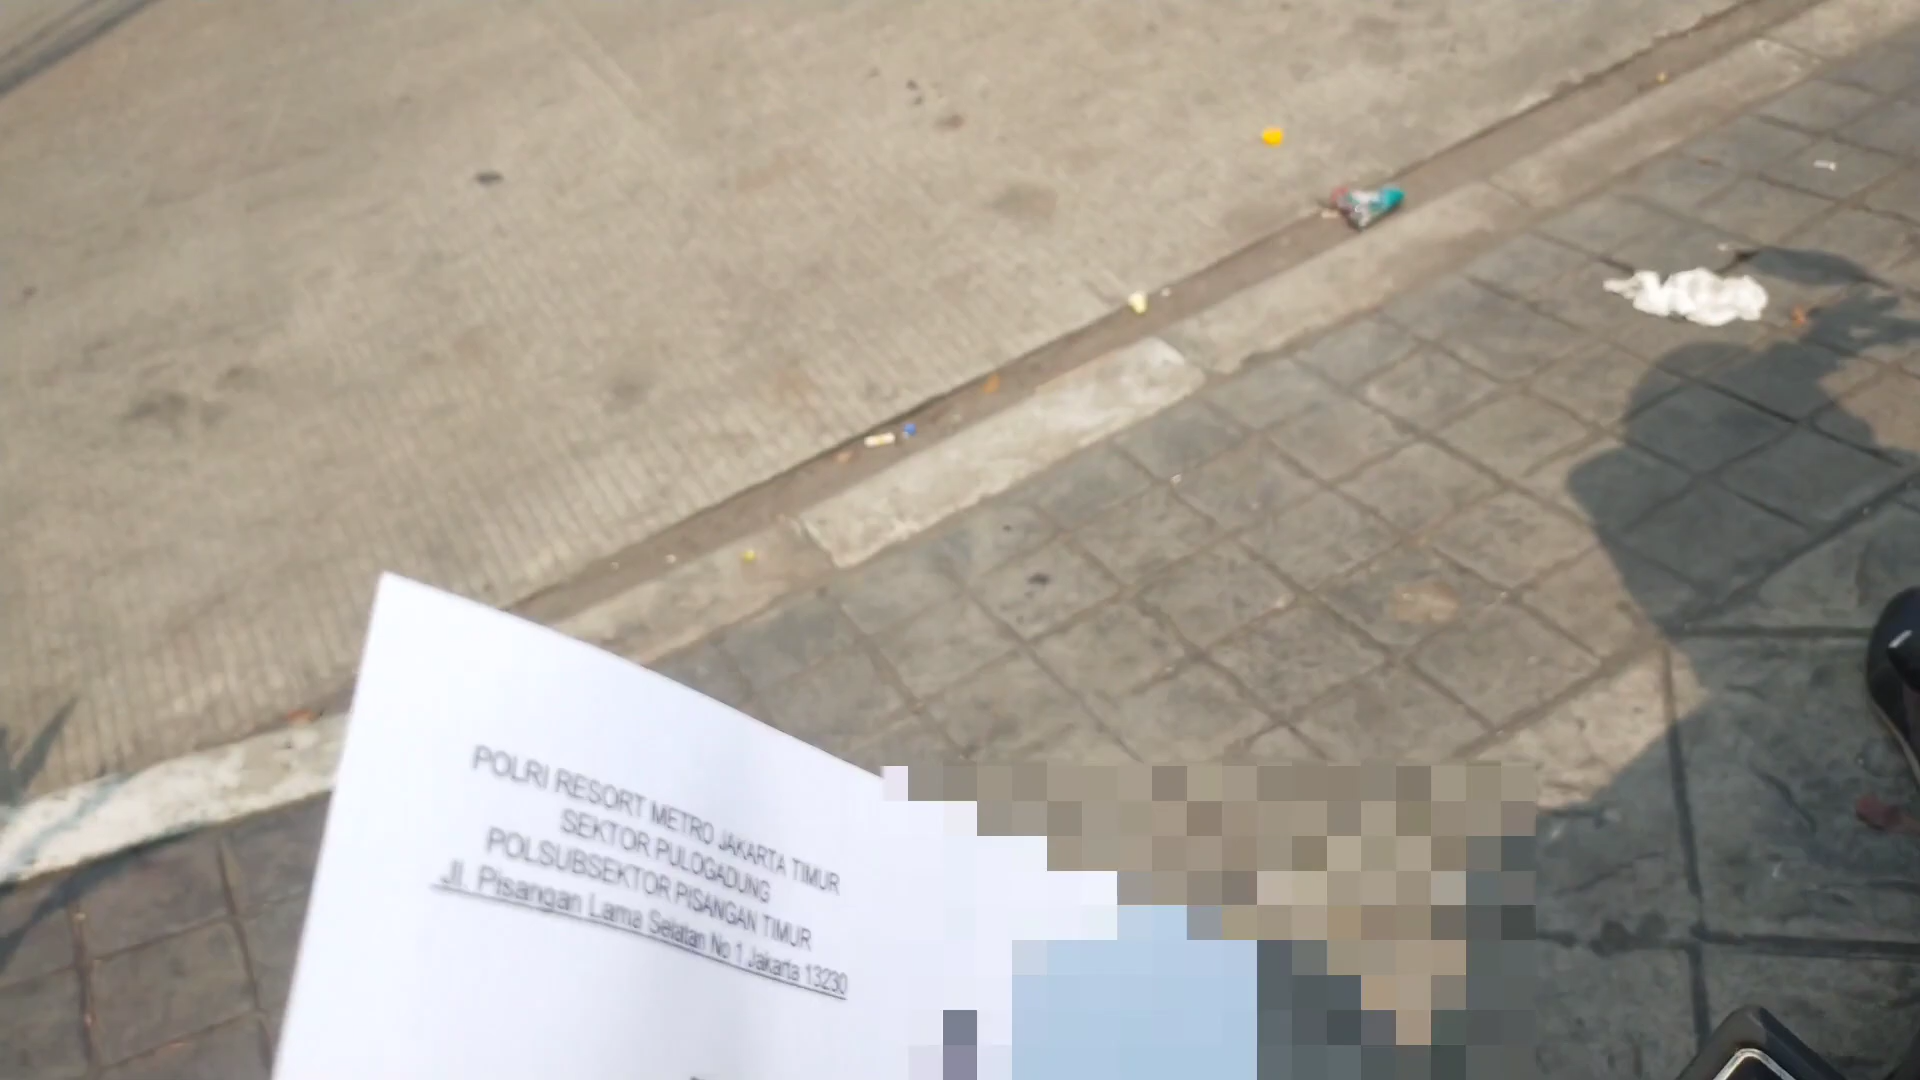 POLRI RESORT METRO JAKARTA TIMUR
SEKTOR PULOGADUNG
POLSUBSEKTOR PISANGAN TIMUR
Jl. Pisangan Lama Selatan No 1 Jakarta 13230